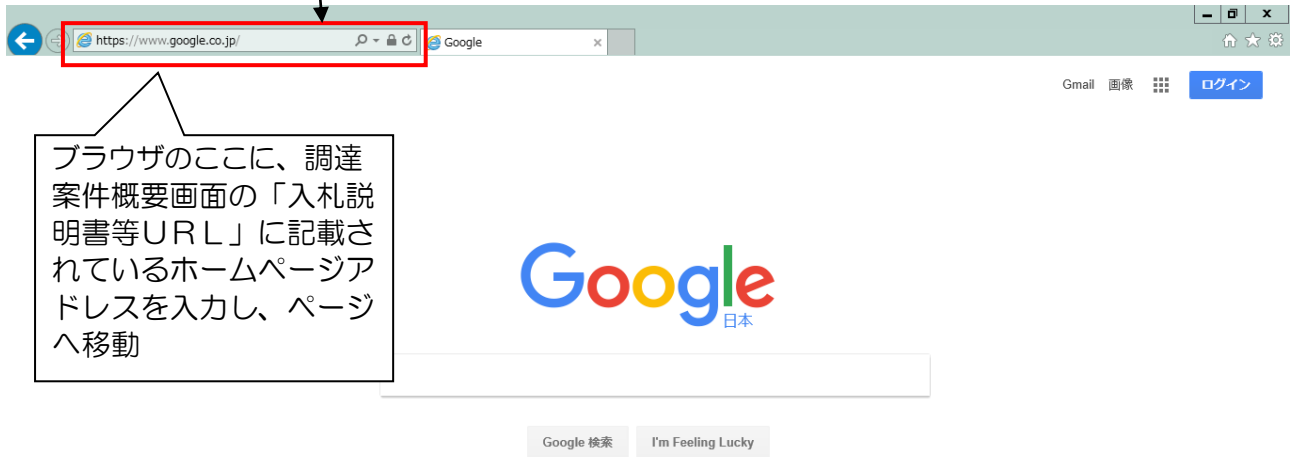 https://www.google.co.jp/
Google
Gmail 画像
ログイン
ブラウザのここに、調達
案件概要画面の「入札説
明書等ＵＲＬ」に記載さ
れているホームページア
ドレスを入力し、ページ
へ移動
Google
日本
Google 検索 I'm Feeling Lucky